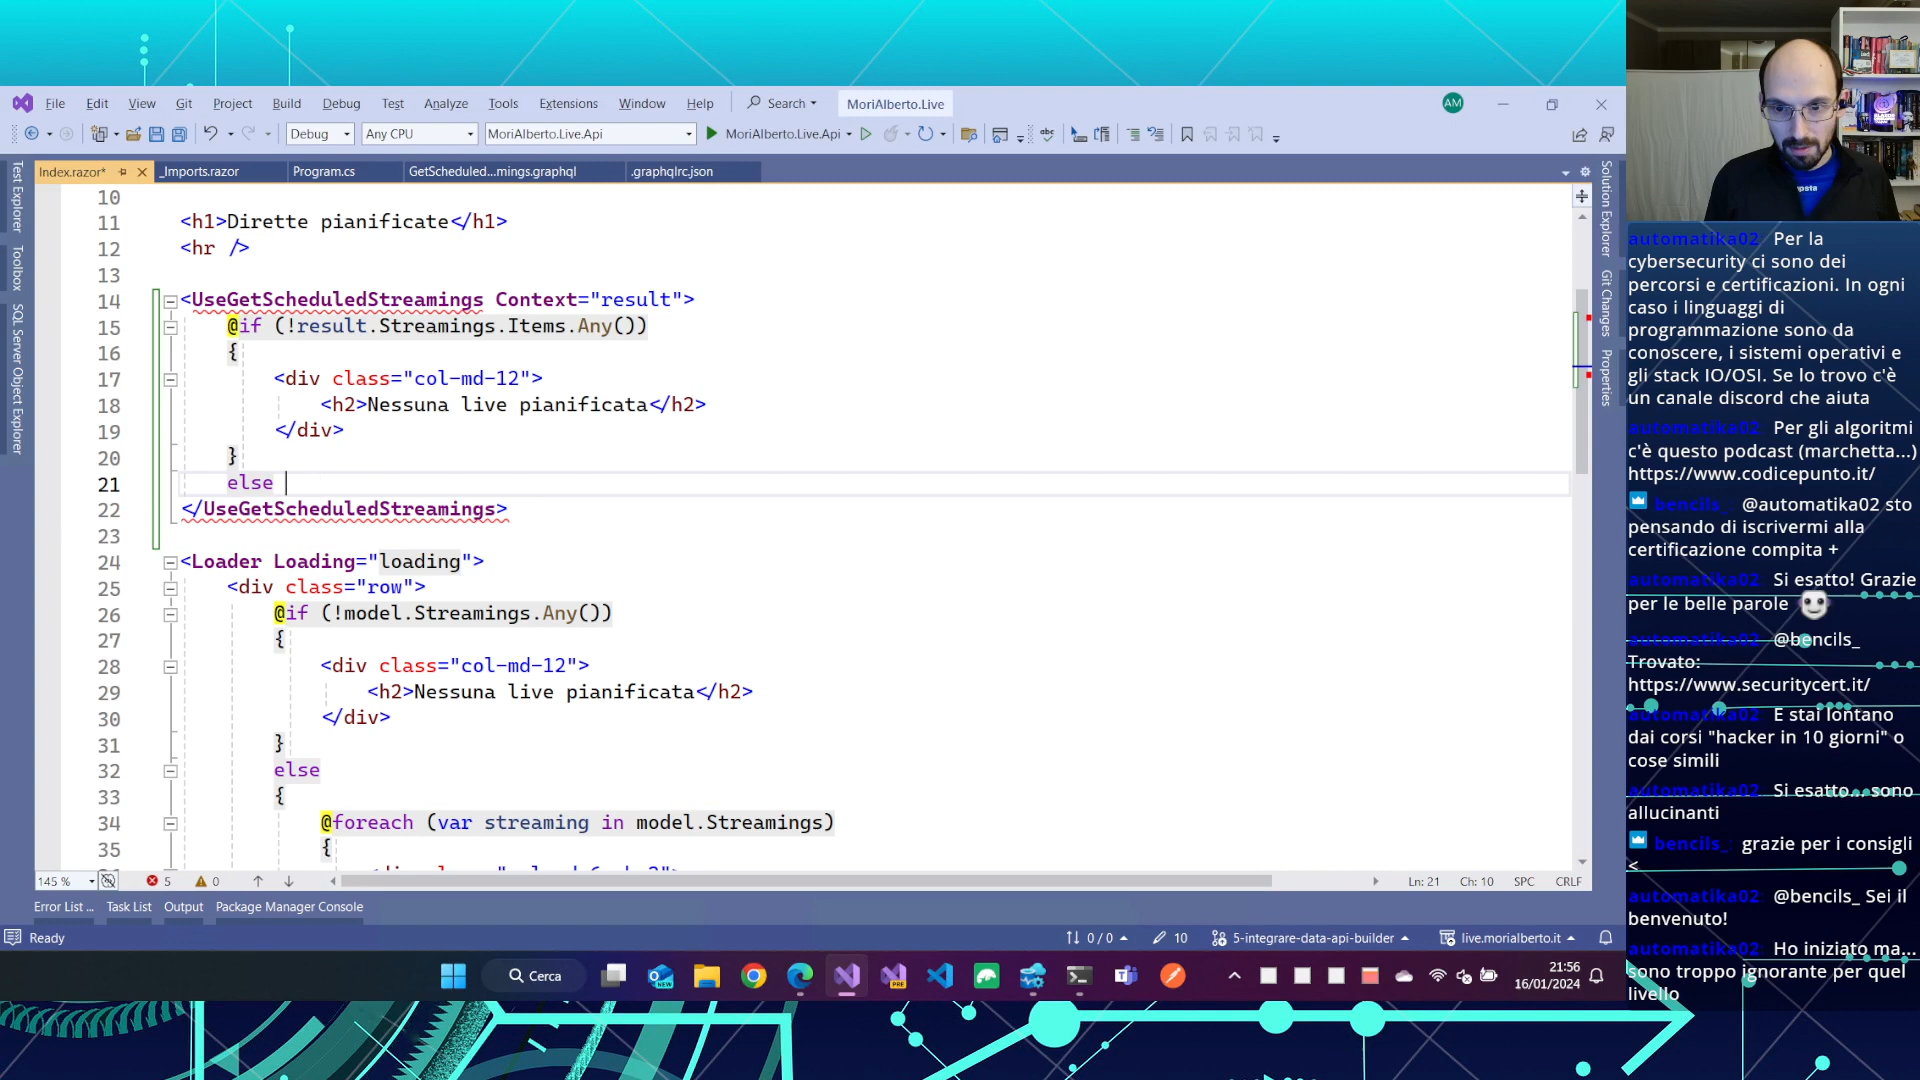 File Edit View Git Project Build Debug Test Analyze Tools Extensions Window Help Search MoriAlberto.Live AM
Debug Any CPU MoriAlberto.Live.Api MoriAlberto.Live.Api
Index.razor* _Imports.razor Program.cs GetScheduled...mings.graphql .graphqlrc.json
Test Explorer
Toolbox
SQL Server Object Explorer
10
11 <h1>Dirette pianificate</h1>
12 <hr />
13
14 <UseGetScheduledStreamings Context="result">
15 @if (!result.Streamings.Items.Any())
16 {
17 <div class="col-md-12">
18 <h2>Nessuna live pianificata</h2>
19 </div>
20 }
21 else
22 </UseGetScheduledStreamings>
23
24 <Loader Loading="loading">
25 <div class="row">
26 @if (!model.Streamings.Any())
27 {
28 <div class="col-md-12">
29 <h2>Nessuna live pianificata</h2>
30 </div>
31 }
32 else
33 {
34 @foreach (var streaming in model.Streamings)
35 {
Solution Explorer
Git Changes
Properties
145 % 5 0 Ln: 21 Ch: 10 SPC CRLF
Error List ... Task List Output Package Manager Console
Ready 0 / 0 10 5-integrare-data-api-builder live.morialberto.it
Cerca
NEW
PRE
21:56
16/01/2024
automatika02 Per la
cybersecurity ci sono dei
percorsi e certificazioni. In ogni
caso i linguaggi di
programmazione sono da
conoscere, i sistemi operativi e
gli stack IO/OSI. Se lo trovo c'è
un canale discord che aiuta
automatika02 Per gli algoritmi
c'è questo podcast (marchetta...)
https://www.codicepunto.it/
bencils_: @automatika02 sto
pensando di iscrivermi alla
certificazione compita +
automatika02 Si esatto! Grazie
per le belle parole
automatika02 @bencils_
Trovato:
https://www.securitycert.it/
automatika02 E stai lontano
dai corsi "hacker in 10 giorni" o
cose simili
automatika02 Si esatto... sono
allucinanti
bencils_: grazie per i consigli
<
automatika02 @bencils_ Sei il
benvenuto!
automatika02 Ho iniziato ma...
sono troppo ignorante per quel
livello